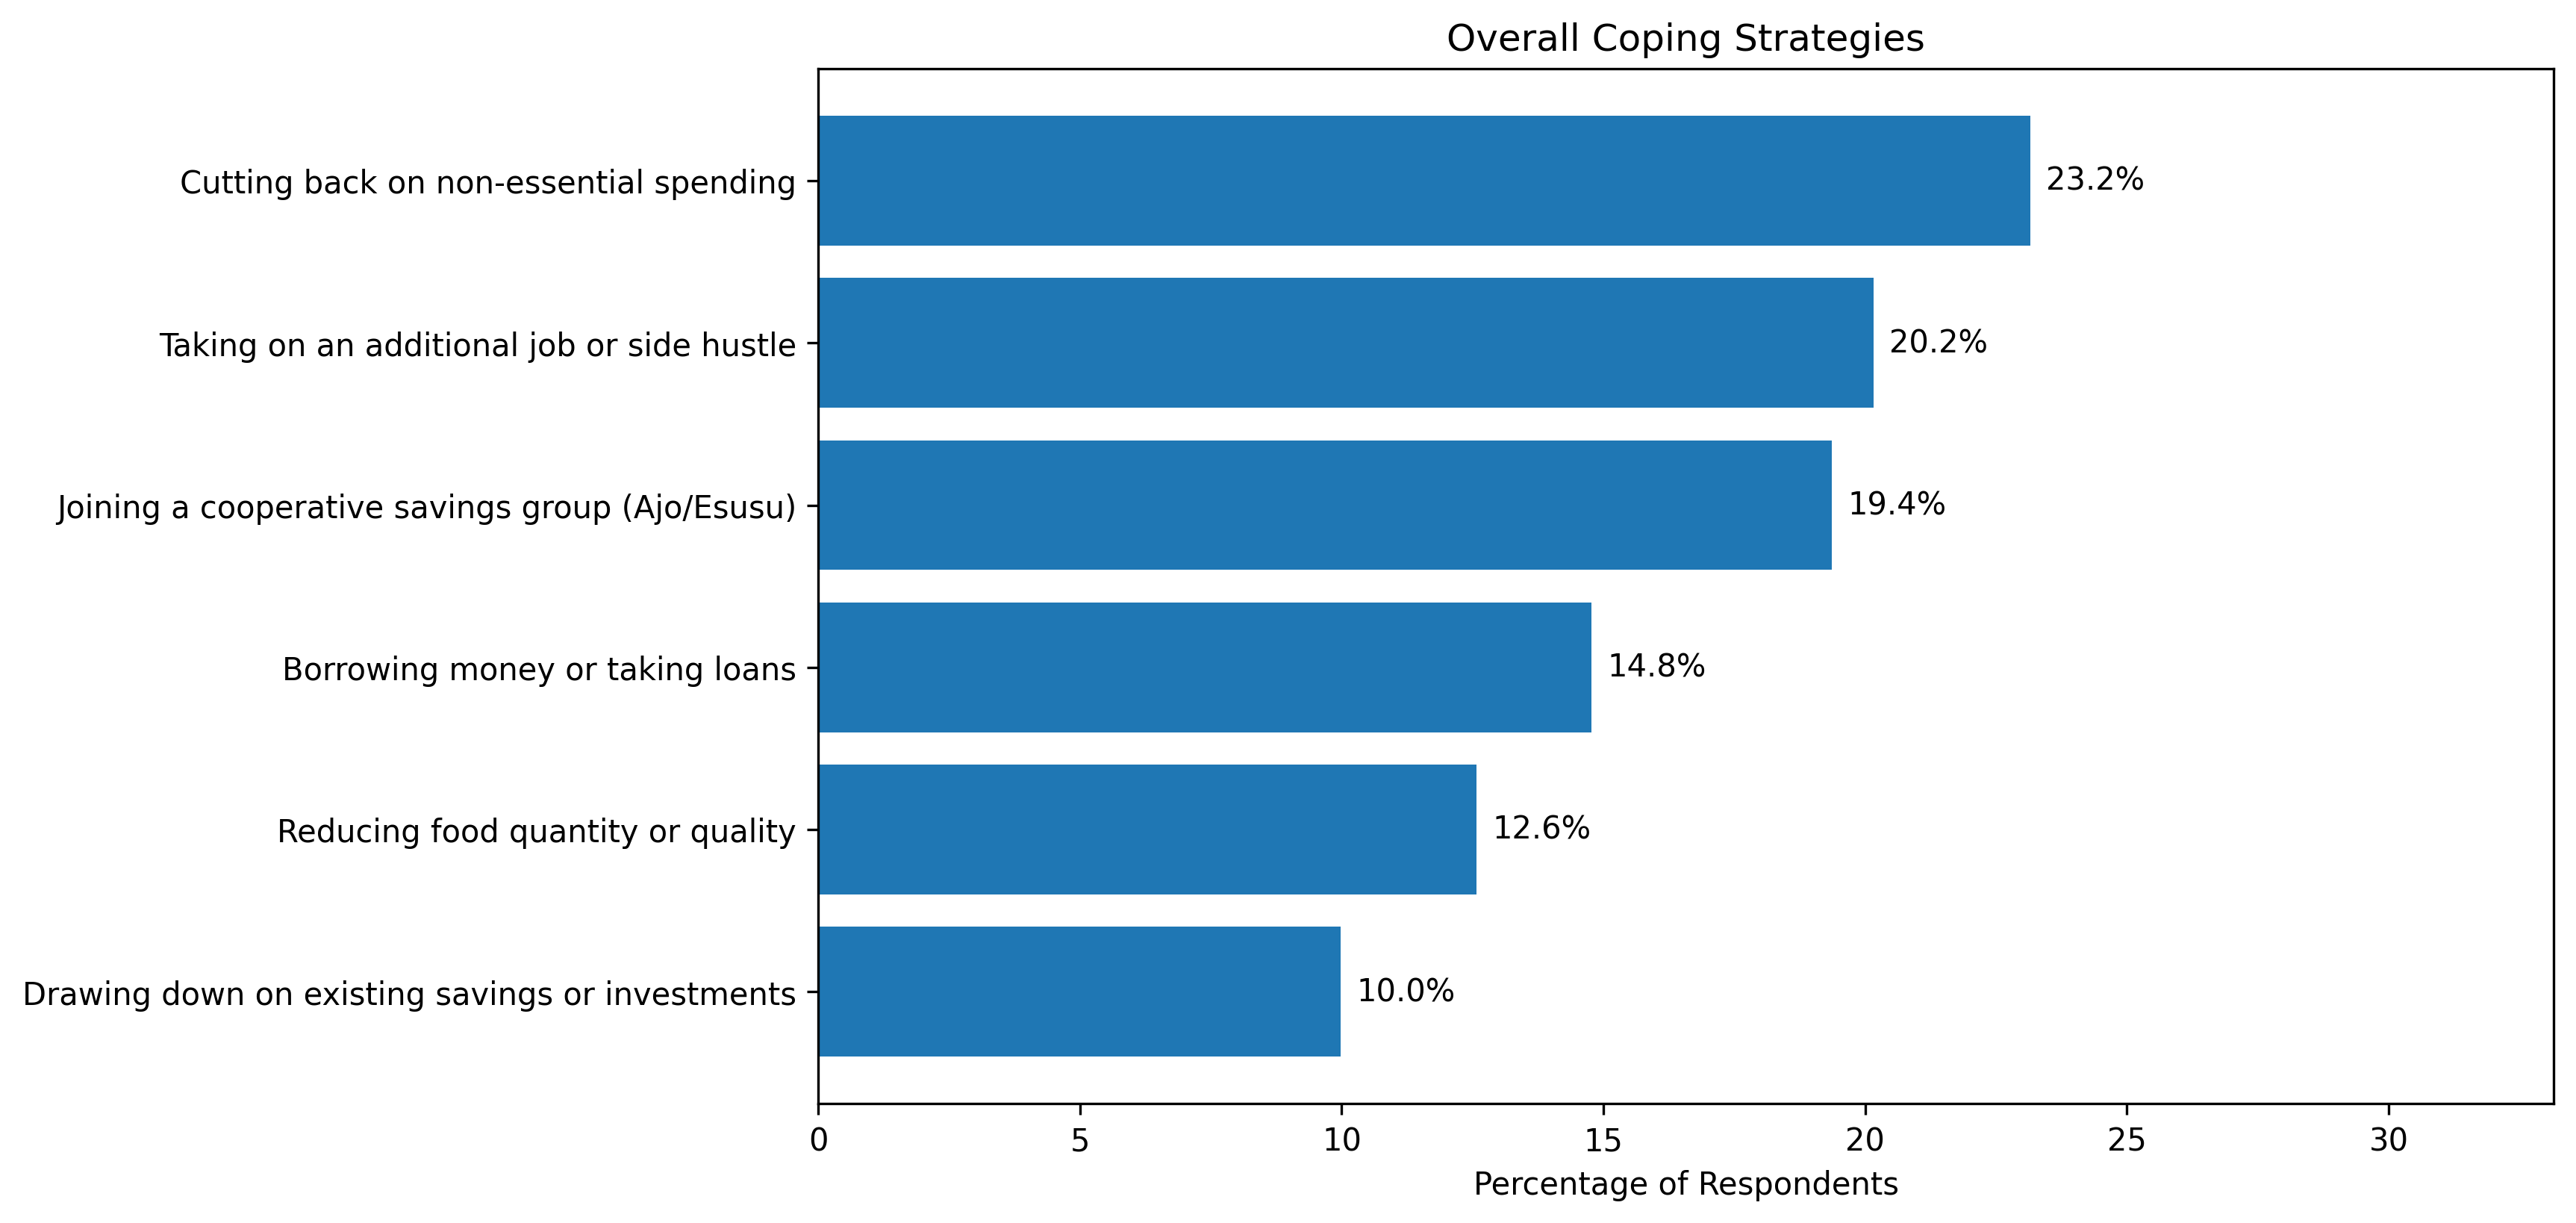 Overall Coping Strategies
Cutting back on non-essential spending
23.2%
Taking on an additional job or side hustle
20.2%
Joining a cooperative savings group (Ajo/Esusu)
19.4%
Borrowing money or taking loans
14.8%
Reducing food quantity or quality
12.6%
Drawing down on existing savings or investments
10.0%
0 5 10 15 20 25 30
Percentage of Respondents